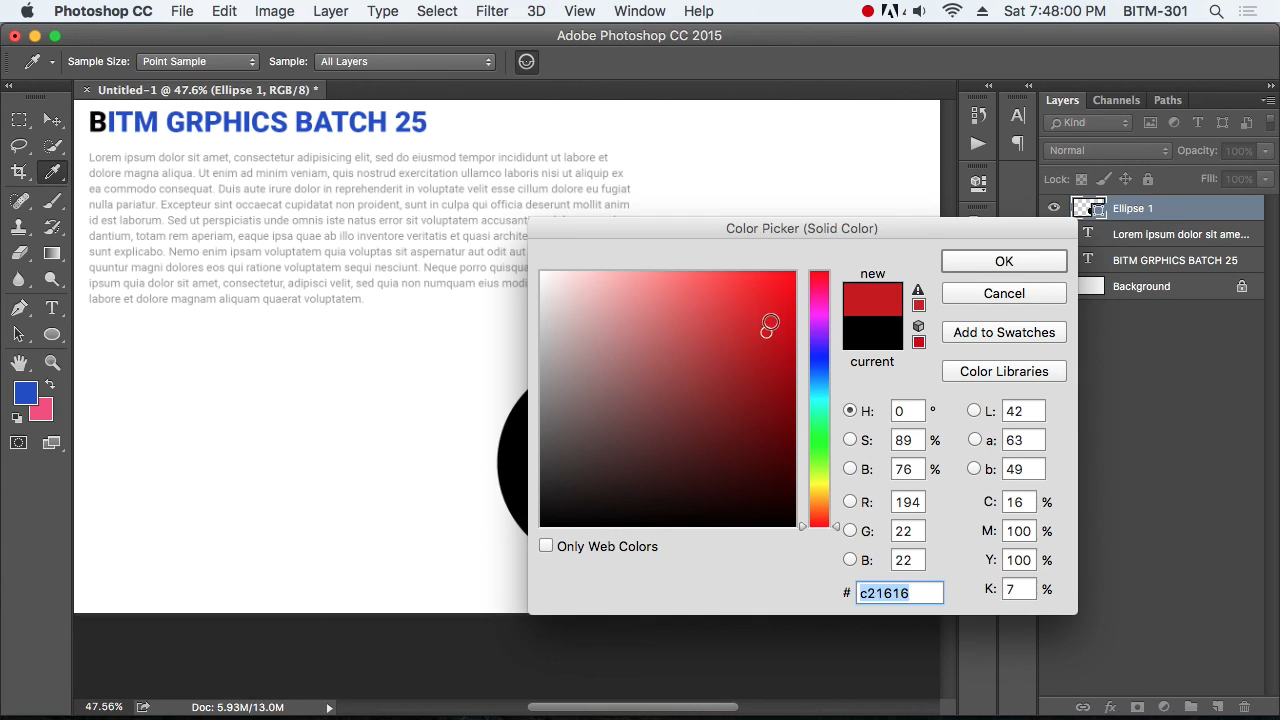 Photoshop CC File Edit Image Layer Type Select Filter 3D View Window Help Sat 7:48:00 PM BITM-301
Adobe Photoshop CC 2015
Sample Size: Point Sample Sample: All Layers
Untitled-1 @ 47.6% (Ellipse 1, RGB/8) *
BITM GRPHICS BATCH 25
Lorem ipsum dolor sit amet, consectetur adipisicing elit, sed do eiusmod tempor incididunt ut labore et
dolore magna aliqua. Ut enim ad minim veniam, quis nostrud exercitation ullamco laboris nisi ut aliquip ex
ea commodo consequat. Duis aute irure dolor in reprehenderit in voluptate velit esse cillum dolore eu fugiat
nulla pariatur. Excepteur sint occaecat cupidatat non proident, sunt in culpa qui officia deserunt mollit anim
id est laborum. Sed ut perspiciatis unde omnis iste natus error sit voluptatem
totam rem aperiam, eaque ipsa quae ab illo inventore veritatis et quasi
sunt explicabo. Nemo enim ipsam voluptatem quia voluptas sit aspernatur aut odit aut
quuntur magni dolores eos qui ratione voluptatem sequi nesciunt. Neque porro
ipsum quia dolor sit amet, consectetur, adipisci velit, sed quia non numquam eius
labore et dolore magnam aliquam quaerat voluptatem.
Color Picker (Solid Color)
new
current
OK
Cancel
Add to Swatches
Color Libraries
H: 0 °
S: 89 %
B: 76 %
R: 194
G: 22
B: 22
# c21616
L: 42
a: 63
b: 49
C: 16 %
M: 100 %
Y: 100 %
K: 7 %
Only Web Colors
Layers Channels Paths
Kind
Normal Opacity: 100%
Lock: Fill: 100%
Ellipse 1
T Lorem ipsum dolor sit ame...
T BITM GRPHICS BATCH 25
Background
47.56% Doc: 5.93M/13.0M